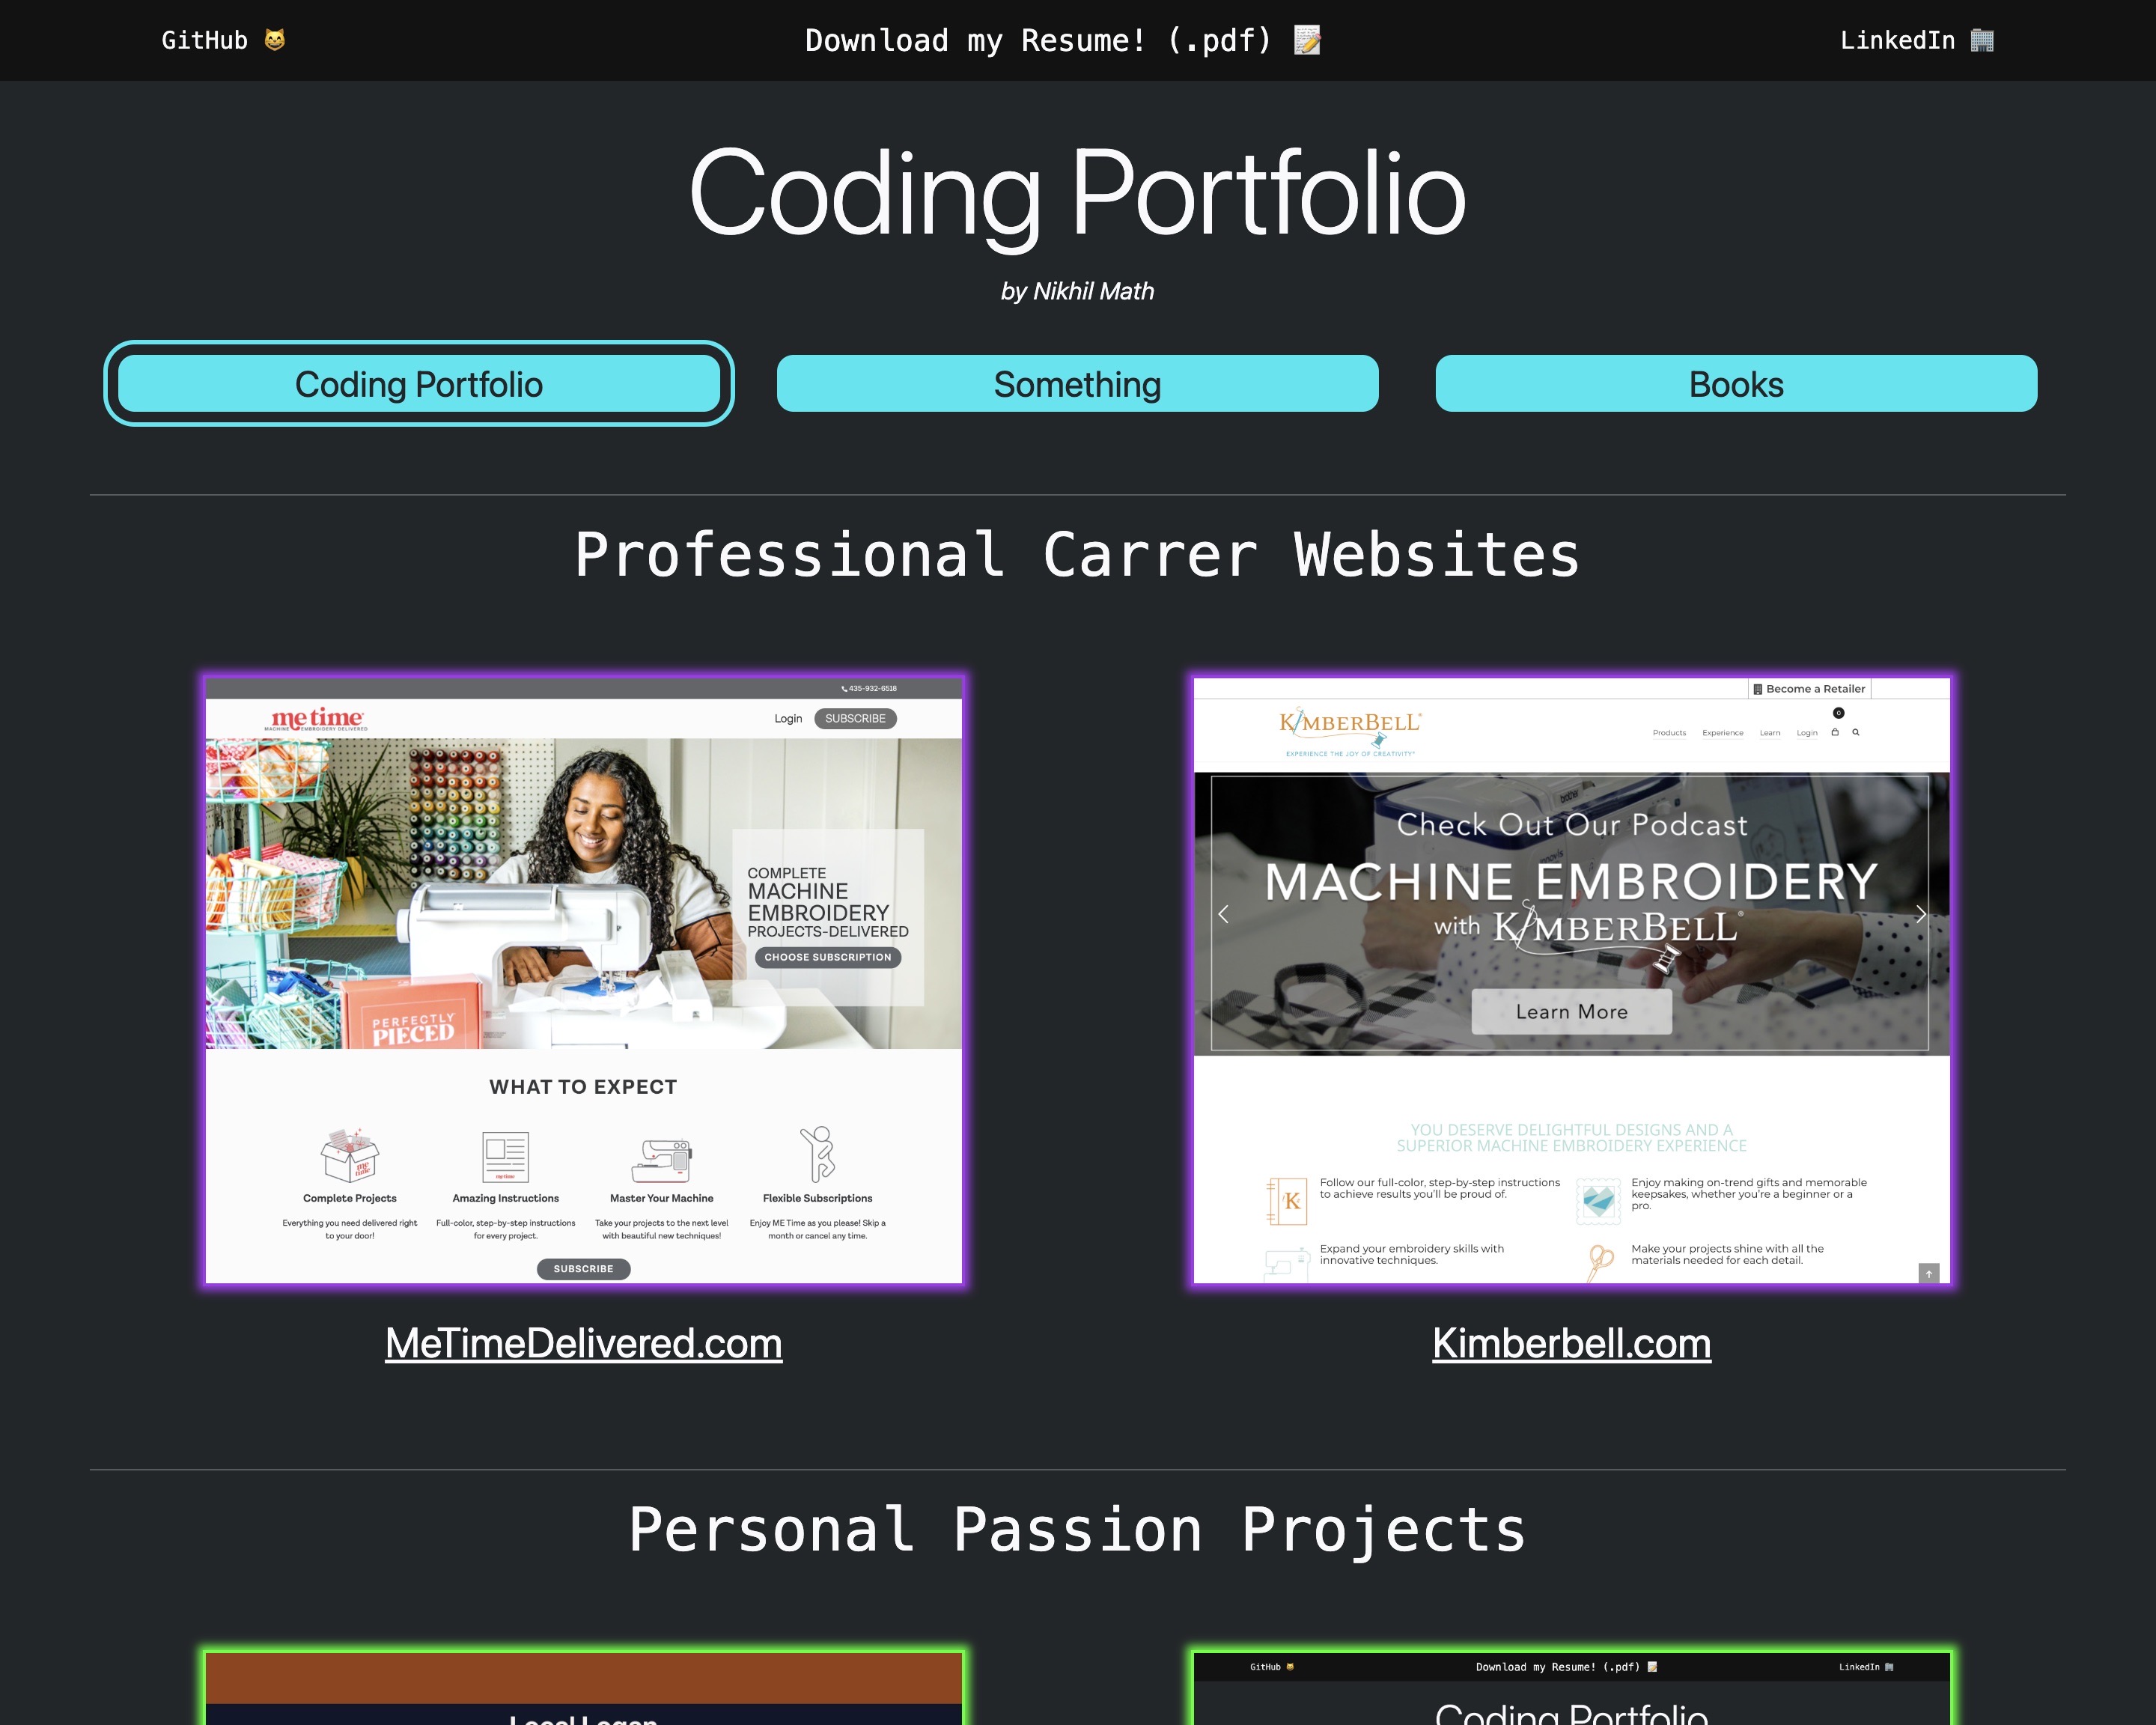 GitHub 😸
Download my Resume! (.pdf) 📝
LinkedIn 🏢
Coding Portfolio
by Nikhil Math
Coding Portfolio
Something
Books
Professional Carrer Websites
435-932-6518
me time
MACHINE EMBROIDERY DELIVERED
Login
SUBSCRIBE
COMPLETE
MACHINE
EMBROIDERY
PROJECTS-DELIVERED
CHOOSE SUBSCRIPTION
PERFECTLY
PIECED
WHAT TO EXPECT
me time
my time
Complete Projects
Everything you need delivered right
to your door!
Amazing Instructions
Full-color, step-by-step instructions
for every project.
Master Your Machine
Take your projects to the next level
with beautiful new techniques!
Flexible Subscriptions
Enjoy ME Time as you please! Skip a
month or cancel any time.
SUBSCRIBE
MeTimeDelivered.com
Become a Retailer
KIMBERBELL®
EXPERIENCE THE JOY OF CREATIVITY®
0
Products
Experience
Learn
Login
brother
Check Out Our Podcast
MACHINE EMBROIDERY
with KIMBERBELL®
Learn More
YOU DESERVE DELIGHTFUL DESIGNS AND A
SUPERIOR MACHINE EMBROIDERY EXPERIENCE
K
Follow our full-color, step-by-step instructions
to achieve results you'll be proud of.
Enjoy making on-trend gifts and memorable
keepsakes, whether you're a beginner or a
pro.
Expand your embroidery skills with
innovative techniques.
Make your projects shine with all the
materials needed for each detail.
Kimberbell.com
Personal Passion Projects
Local Logan
GitHub 😸
Download my Resume! (.pdf) 📝
LinkedIn 🏢
Coding Portfolio